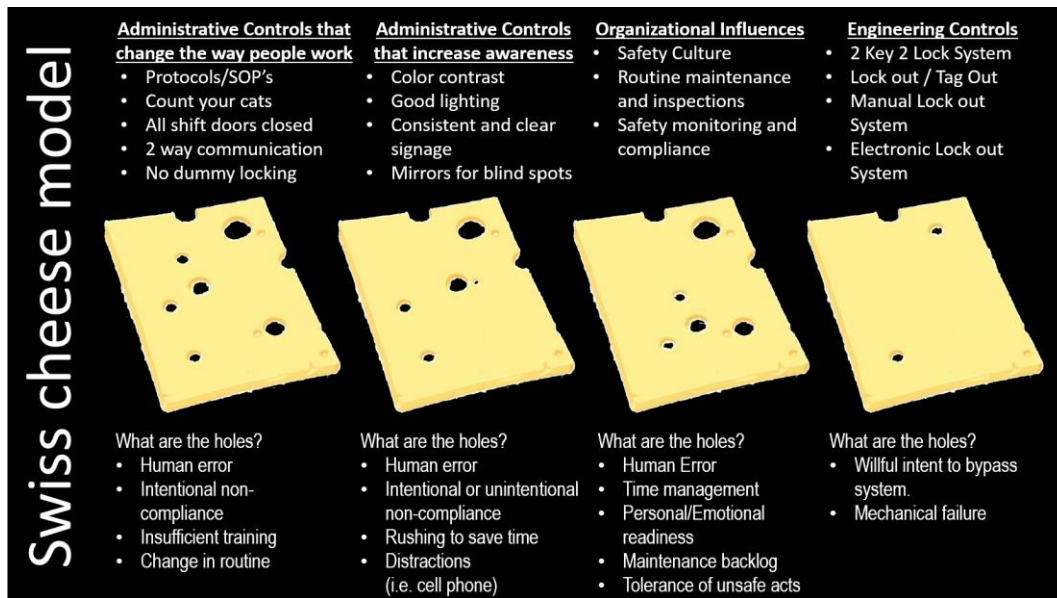 Swiss cheese model
Administrative Controls that
change the way people work
• Protocols/SOP's
• Count your cats
• All shift doors closed
• 2 way communication
• No dummy locking
Administrative Controls
that increase awareness
• Color contrast
• Good lighting
• Consistent and clear
signage
• Mirrors for blind spots
Organizational Influences
• Safety Culture
• Routine maintenance
and inspections
• Safety monitoring and
compliance
Engineering Controls
• 2 Key 2 Lock System
• Lock out / Tag Out
• Manual Lock out
System
• Electronic Lock out
System
What are the holes?
• Human error
• Intentional non-
compliance
• Insufficient training
• Change in routine
What are the holes?
• Human error
• Intentional or unintentional
non-compliance
• Rushing to save time
• Distractions
(i.e. cell phone)
What are the holes?
• Human Error
• Time management
• Personal/Emotional
readiness
• Maintenance backlog
• Tolerance of unsafe acts
What are the holes?
• Willful intent to bypass
system.
• Mechanical failure